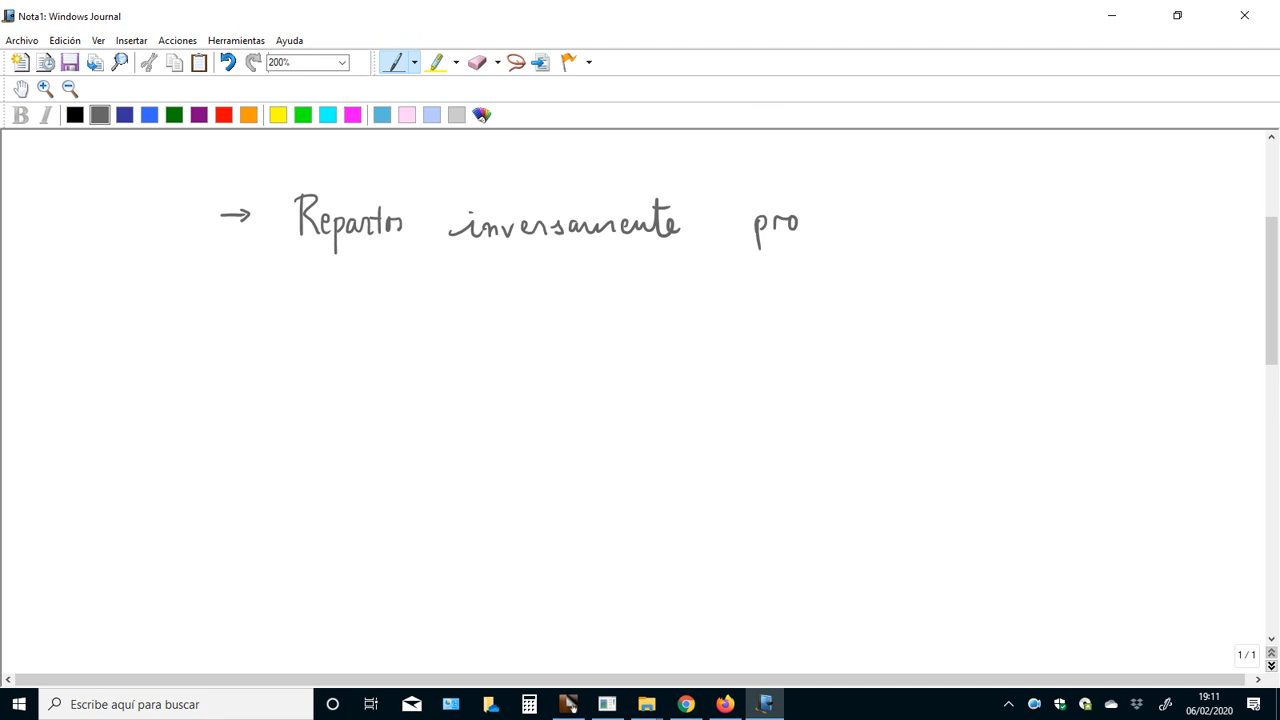 Nota1: Windows Journal
Archivo Edición Ver Insertar Acciones Herramientas Ayuda
200%
B I
→ Repartos inversamente pro
1 / 1
Escribe aquí para buscar
19:11
06/02/2020